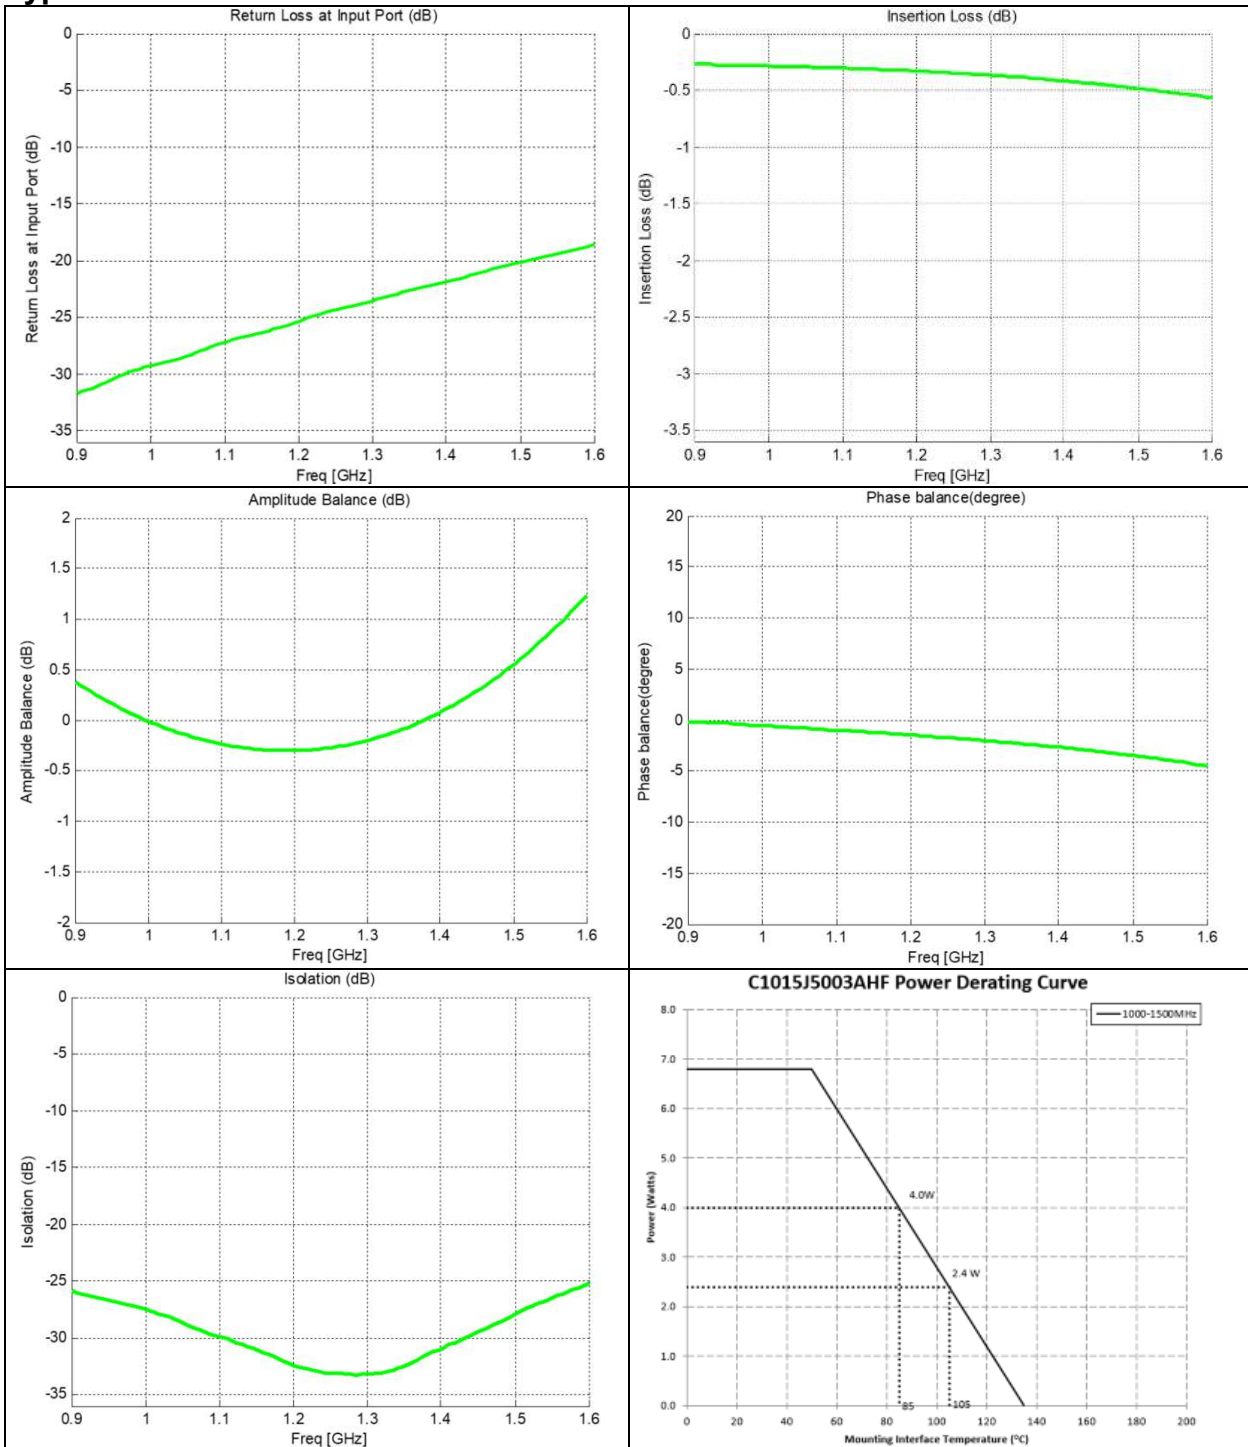 Return Loss at Input Port (dB)
Return Loss at Input Port (dB)
0
-5
-10
-15
-20
-25
-30
-35
0.9 1 1.1 1.2 1.3 1.4 1.5 1.6
Freq [GHz]
Insertion Loss (dB)
Insertion Loss (dB)
0
-0.5
-1
-1.5
-2
-2.5
-3
-3.5
0.9 1 1.1 1.2 1.3 1.4 1.5 1.6
Freq [GHz]
Amplitude Balance (dB)
Amplitude Balance (dB)
2
1.5
1
0.5
0
-0.5
-1
-1.5
-2
0.9 1 1.1 1.2 1.3 1.4 1.5 1.6
Freq [GHz]
Phase balance(degree)
Phase balance(degree)
20
15
10
5
0
-5
-10
-15
-20
0.9 1 1.1 1.2 1.3 1.4 1.5 1.6
Freq [GHz]
Isolation (dB)
Isolation (dB)
0
-5
-10
-15
-20
-25
-30
-35
0.9 1 1.1 1.2 1.3 1.4 1.5 1.6
Freq [GHz]
C1015J5003AHF Power Derating Curve
1000-1500MHz
Power (Watts)
8.0
7.0
6.0
5.0
4.0
3.0
2.0
1.0
0.0
4.0W
2.4 W
85 105
0 20 40 60 80 100 120 140 160 180 200
Mounting Interface Temperature (°C)